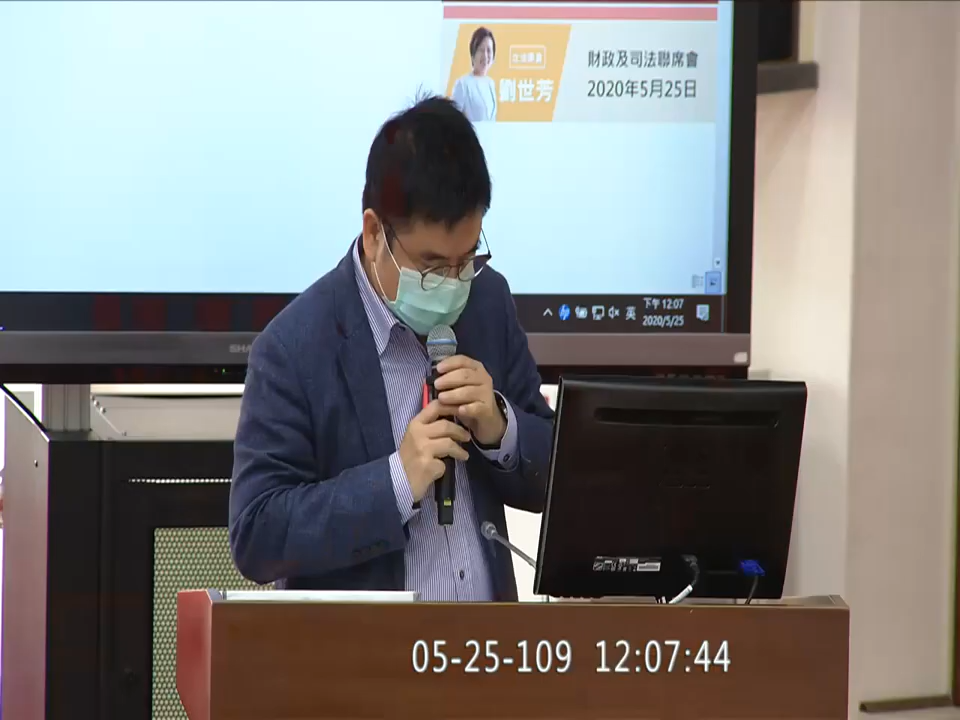 財政及司法聯席會
立法委員
劉世芳
2020年5月25日
英
下午 12:07
2020/5/25
SHA
05-25-109 12:07:44